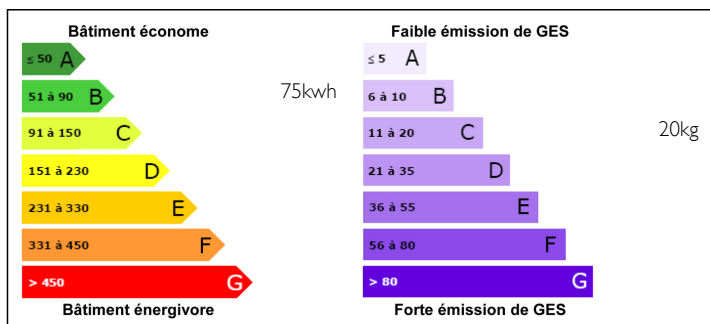 Bâtiment économe
≤ 50 A
51 à 90 B
91 à 150 C
151 à 230 D
231 à 330 E
331 à 450 F
> 450 G
Bâtiment énergivore
75kwh
Faible émission de GES
≤ 5 A
6 à 10 B
11 à 20 C
21 à 35 D
36 à 55 E
56 à 80 F
> 80 G
Forte émission de GES
20kg